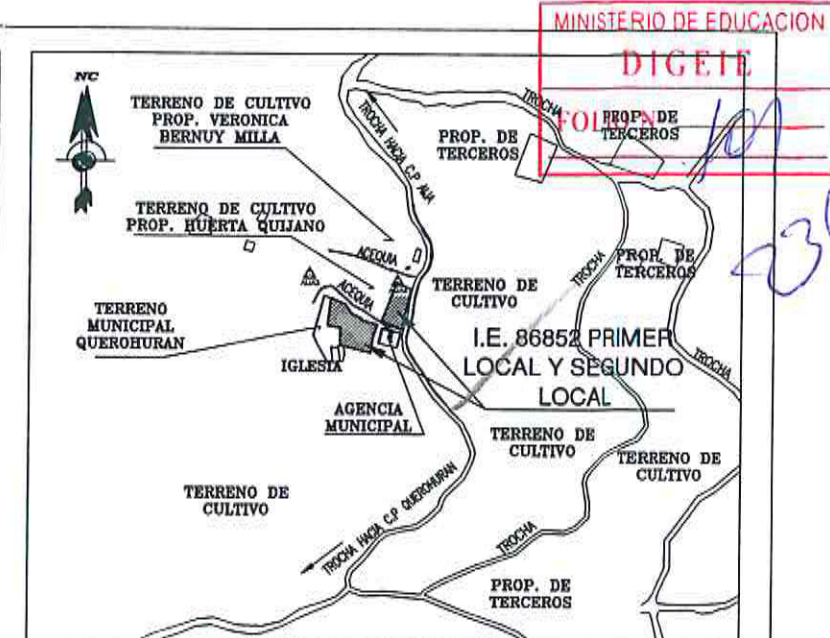 MINISTERIO DE EDUCACION
DIGEIE
FOLIO N
NC
TERRENO DE CULTIVO
PROP. VERONICA
BERNUY MILLA
TROCHA HACIA C.P AIJA
TROCHA
PROP. DE
TERCEROS
PROP. DE
TERCEROS
TERRENO DE CULTIVO
PROP. HUERTA QUIJANO
ACEQUIA
ACEQUIA
TERRENO DE
CULTIVO
TROCHA
PROP. DE
TERCEROS
TERRENO
MUNICIPAL
QUEROHURAN
IGLESIA
I.E. 86852 PRIMER
LOCAL Y SEGUNDO
LOCAL
TROCHA
AGENCIA
MUNICIPAL
TERRENO DE
CULTIVO
TERRENO DE
CULTIVO
TERRENO DE
CULTIVO
TROCHA HACIA C.P QUEROHURAN
TROCHA
PROP. DE
TERCEROS